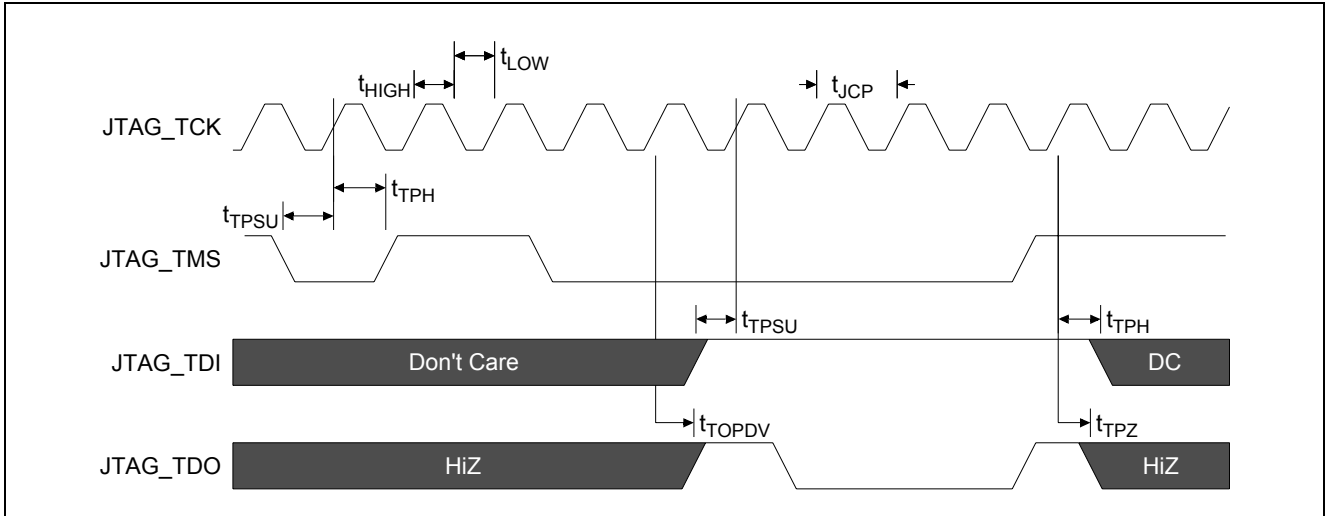 tLOW
tHIGH
tJCP
JTAG_TCK
tTPH
tTPSU
JTAG_TMS
tTPSU
tTPH
JTAG_TDI
Don't Care
DC
tTOPDV
tTPZ
JTAG_TDO
HiZ
HiZ